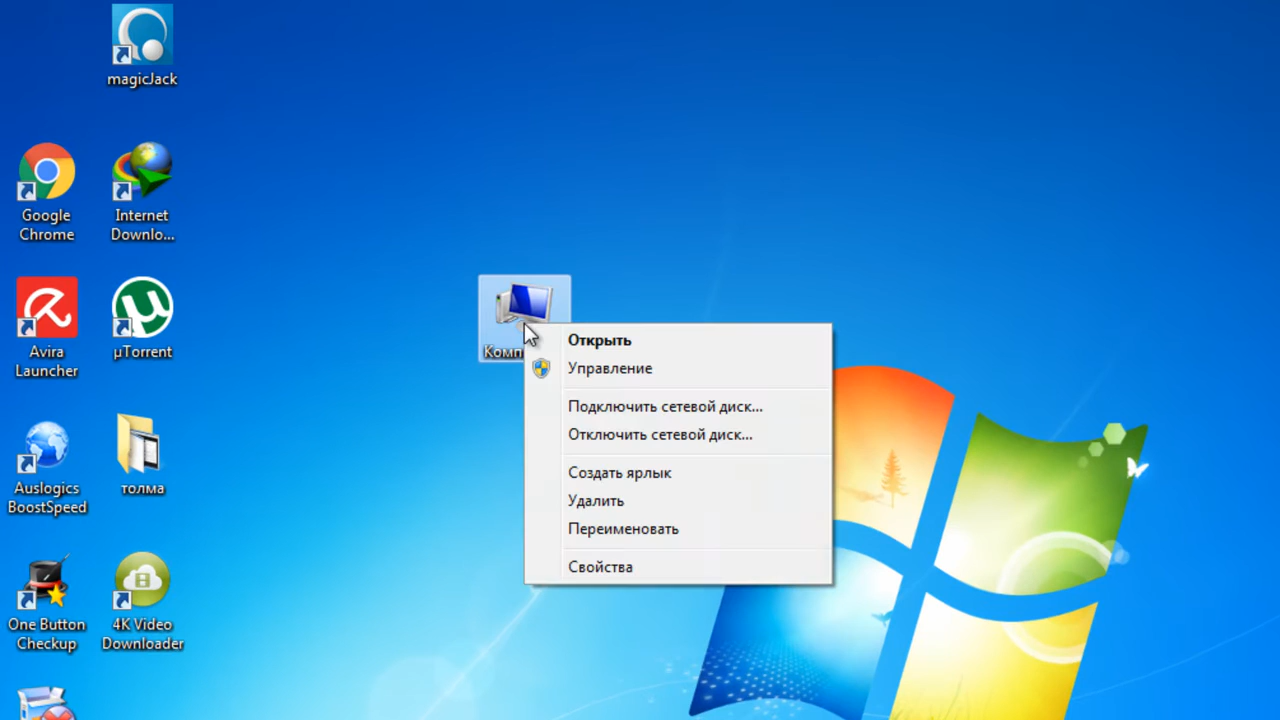 magicJack
Google
Chrome
Internet
Downlo...
Avira
Launcher
µTorrent
Auslogics
BoostSpeed
толма
One Button
Checkup
4K Video
Downloader
Открыть
Управление
Подключить сетевой диск...
Отключить сетевой диск...
Создать ярлык
Удалить
Переименовать
Свойства